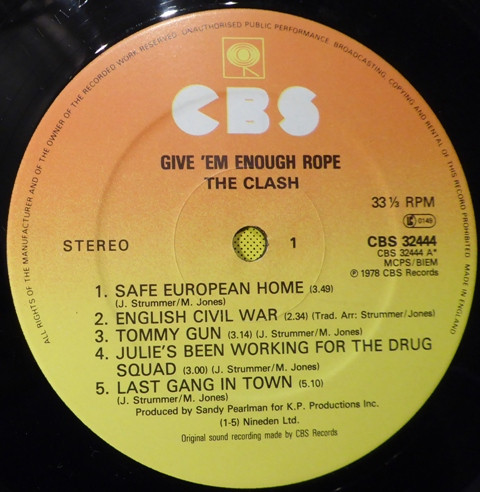 ALL RIGHTS OF THE MANUFACTURER AND OF THE OWNER OF THE RECORDED WORK RESERVED. UNAUTHORISED PUBLIC PERFORMANCE, BROADCASTING, COPYING AND RENTAL OF THIS RECORD PROHIBITED. MADE IN ENGLAND
CBS
GIVE 'EM ENOUGH ROPE
THE CLASH
33⅓ RPM
LC 0149
STEREO
1
CBS 32444
CBS 32444 A*
MCPS/BIEM
℗ 1978 CBS Records
1. SAFE EUROPEAN HOME (3.49)
(J. Strummer/M. Jones)
2. ENGLISH CIVIL WAR (2.34) (Trad. Arr: Strummer/Jones)
3. TOMMY GUN (3.14) (J. Strummer/M. Jones)
4. JULIE'S BEEN WORKING FOR THE DRUG
SQUAD (3.00) (J. Strummer/M. Jones)
5. LAST GANG IN TOWN (5.10)
(J. Strummer/M. Jones)
Produced by Sandy Pearlman for K.P. Productions Inc.
(1-5) Nineden Ltd.
Original sound recording made by CBS Records